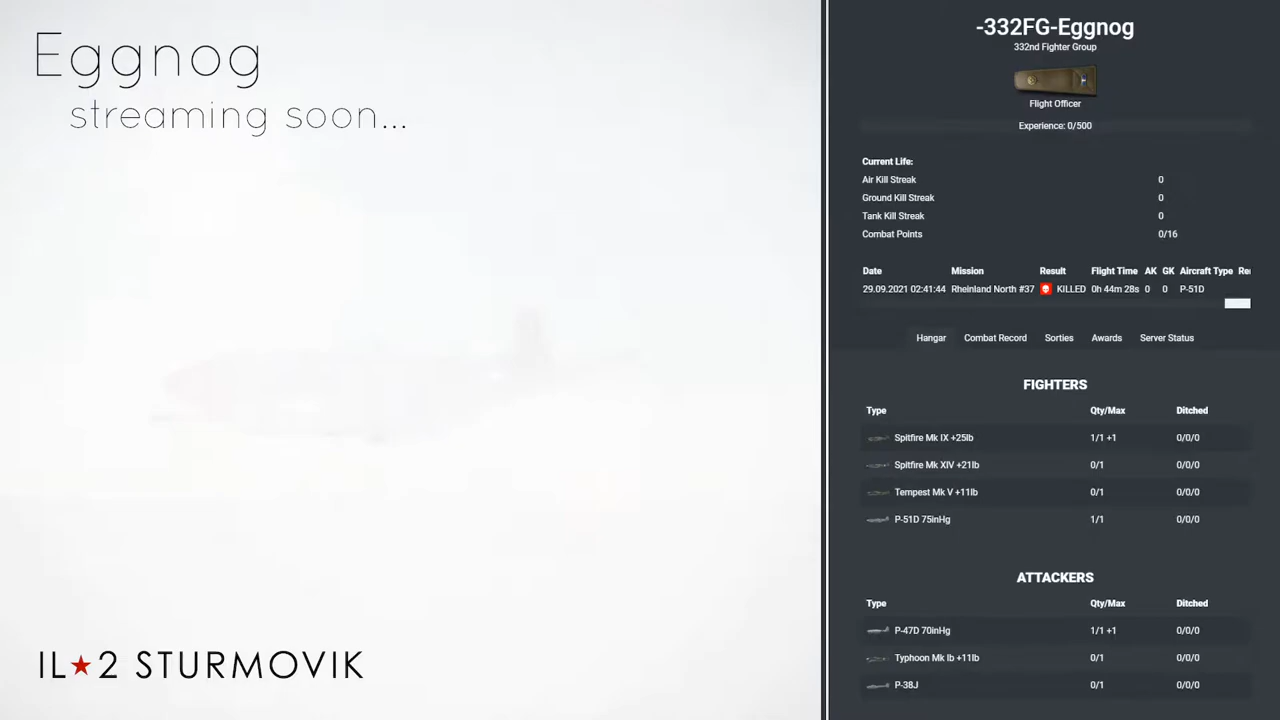 Eggnog
streaming soon...
IL★2 STURMOVIK
-332FG-Eggnog
332nd Fighter Group
Flight Officer
Experience: 0/500
Current Life:
Air Kill Streak 0
Ground Kill Streak 0
Tank Kill Streak 0
Combat Points 0/16
Date Mission Result Flight Time AK GK Aircraft Type
29.09.2021 02:41:44 Rheinland North #37 KILLED 0h 44m 28s 0 0 P-51D
Hangar Combat Record Sorties Awards Server Status
FIGHTERS
Type Qty/Max Ditched
Spitfire Mk IX +25lb 1/1 +1 0/0/0
Spitfire Mk XIV +21lb 0/1 0/0/0
Tempest Mk V +11lb 0/1 0/0/0
P-51D 75inHg 1/1 0/0/0
ATTACKERS
Type Qty/Max Ditched
P-47D 70inHg 1/1 +1 0/0/0
Typhoon Mk Ib +11lb 0/1 0/0/0
P-38J 0/1 0/0/0